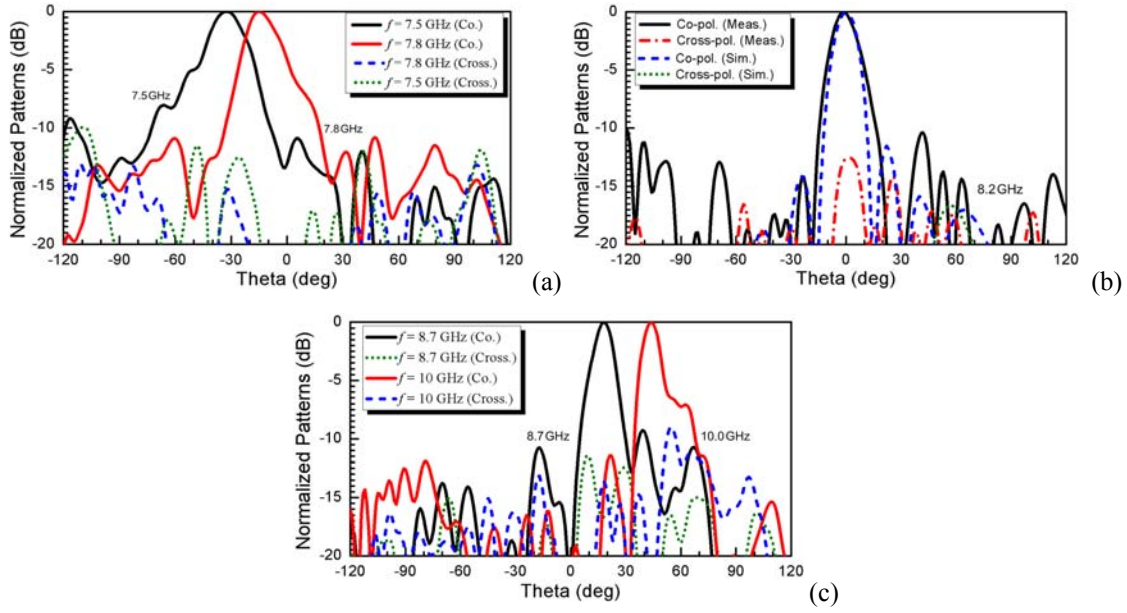 Normalized Patterns (dB)
0
-5
-10
-15
-20
f = 7.5 GHz (Co.)
f = 7.8 GHz (Co.)
f = 7.8 GHz (Cross.)
f = 7.5 GHz (Cross.)
7.5GHz
7.8GHz
-120 -90 -60 -30 0 30 60 90 120
Theta (deg)
(a)
Normalized Patterns (dB)
0
-5
-10
-15
-20
Co-pol. (Meas.)
Cross-pol. (Meas.)
Co-pol. (Sim.)
Cross-pol. (Sim.)
8.2GHz
-120 -90 -60 -30 0 30 60 90 120
Theta (deg)
(b)
Normalized Patterns (dB)
0
-5
-10
-15
-20
f = 8.7 GHz (Co.)
f = 8.7 GHz (Cross.)
f = 10 GHz (Co.)
f = 10 GHz (Cross.)
8.7GHz
10.0GHz
-120 -90 -60 -30 0 30 60 90 120
Theta (deg)
(c)